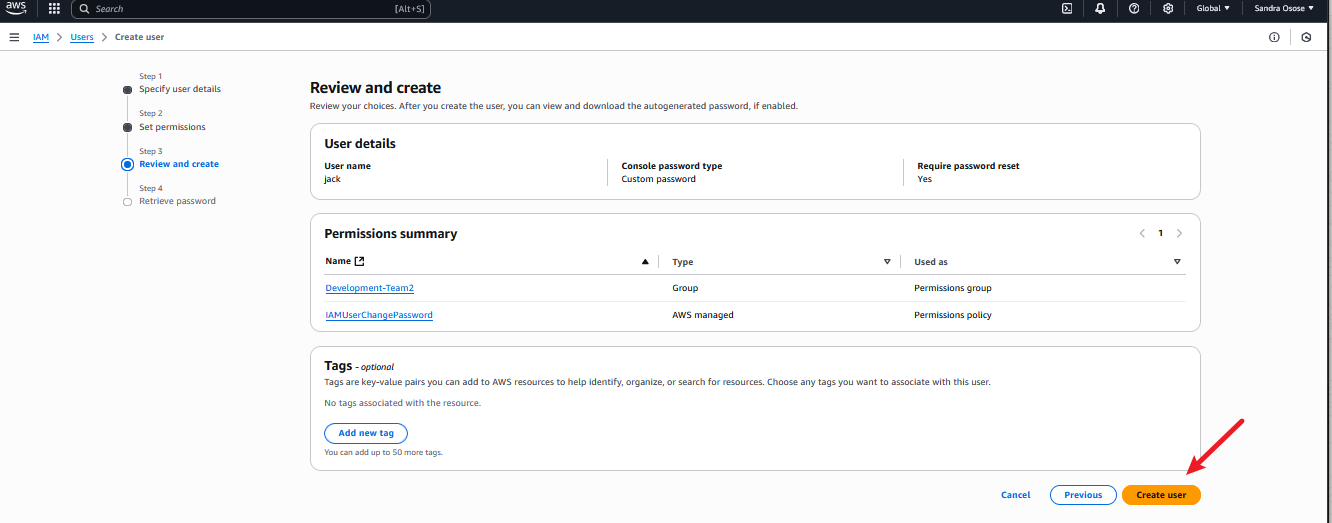 aws
Search [Alt+S] Global Sandra Osose
IAM > Users > Create user
Step 1
Specify user details
Step 2
Set permissions
Step 3
Review and create
Step 4
Retrieve password
Review and create
Review your choices. After you create the user, you can view and download the autogenerated password, if enabled.
User details
User name Console password type Require password reset
jack Custom password Yes
Permissions summary
1
Name Type Used as
Development-Team2 Group Permissions group
IAMUserChangePassword AWS managed Permissions policy
Tags - optional
Tags are key-value pairs you can add to AWS resources to help identify, organize, or search for resources. Choose any tags you want to associate with this user.
No tags associated with the resource.
Add new tag
You can add up to 50 more tags.
Cancel Previous Create user